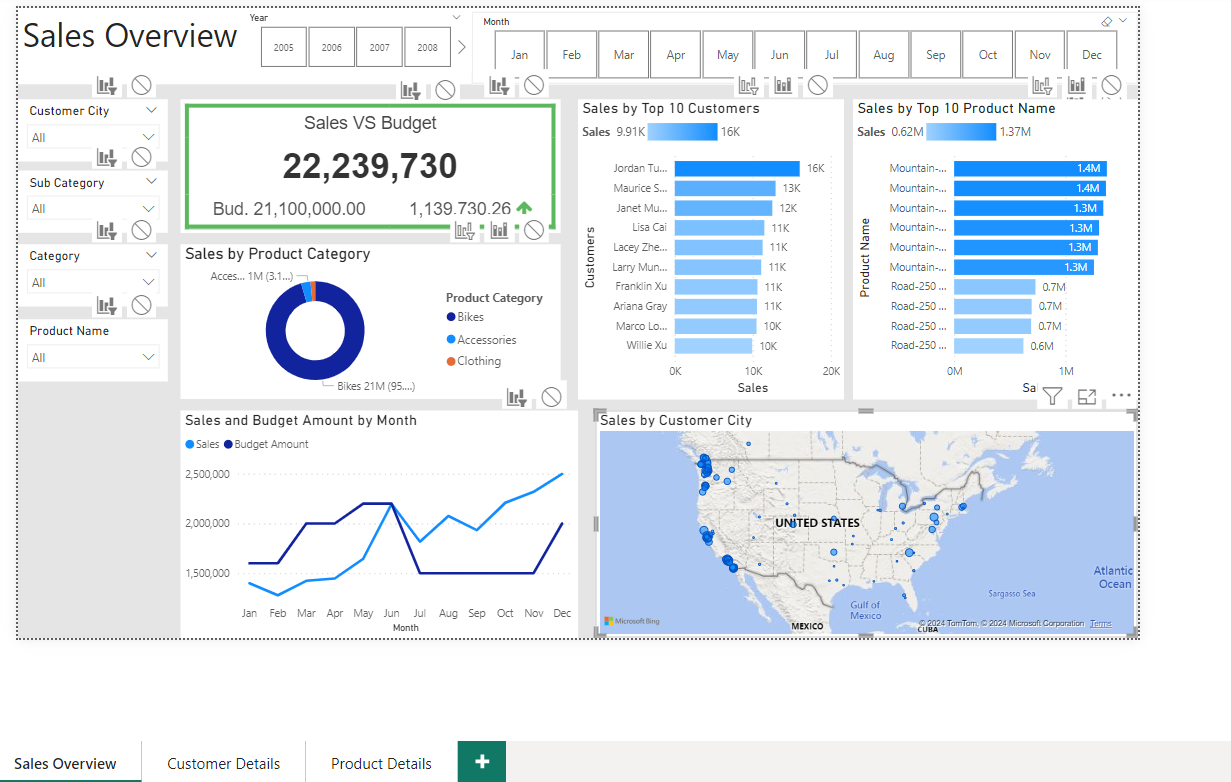 Sales Overview
Year
2005 2006 2007 2008
Month
Jan Feb Mar Apr May Jun Jul Aug Sep Oct Nov Dec
Customer City
All
Sub Category
All
Category
All
Product Name
All
Sales VS Budget
22,239,730
Bud. 21,100,000.00 1,139,730.26
Sales by Product Category
Acces... 1M (3.1...)
Bikes 21M (95....)
Product Category
Bikes
Accessories
Clothing
Sales by Top 10 Customers
Sales 9.91K 16K
Customers
Jordan Tu... 16K
Maurice S... 13K
Janet Mu... 12K
Lisa Cai 11K
Lacey Zhe... 11K
Larry Mun... 11K
Franklin Xu 11K
Ariana Gray 11K
Marco Lo... 10K
Willie Xu 10K
0K 10K 20K
Sales
Sales by Top 10 Product Name
Sales 0.62M 1.37M
Product Name
Mountain-... 1.4M
Mountain-... 1.4M
Mountain-... 1.3M
Mountain-... 1.3M
Mountain-... 1.3M
Mountain-... 1.3M
Road-250 ... 0.7M
Road-250 ... 0.7M
Road-250 ... 0.7M
Road-250 ... 0.6M
0M 1M
Sa
Sales and Budget Amount by Month
Sales Budget Amount
2,500,000
2,000,000
1,500,000
Jan Feb Mar Apr May Jun Jul Aug Sep Oct Nov Dec
Month
Sales by Customer City
UNITED STATES
Atlantic
Ocean
Sargasso Sea
Gulf of
Mexico
MEXICO
CUBA
Microsoft Bing
© 2024 TomTom, © 2024 Microsoft Corporation Terms
Sales Overview Customer Details Product Details +